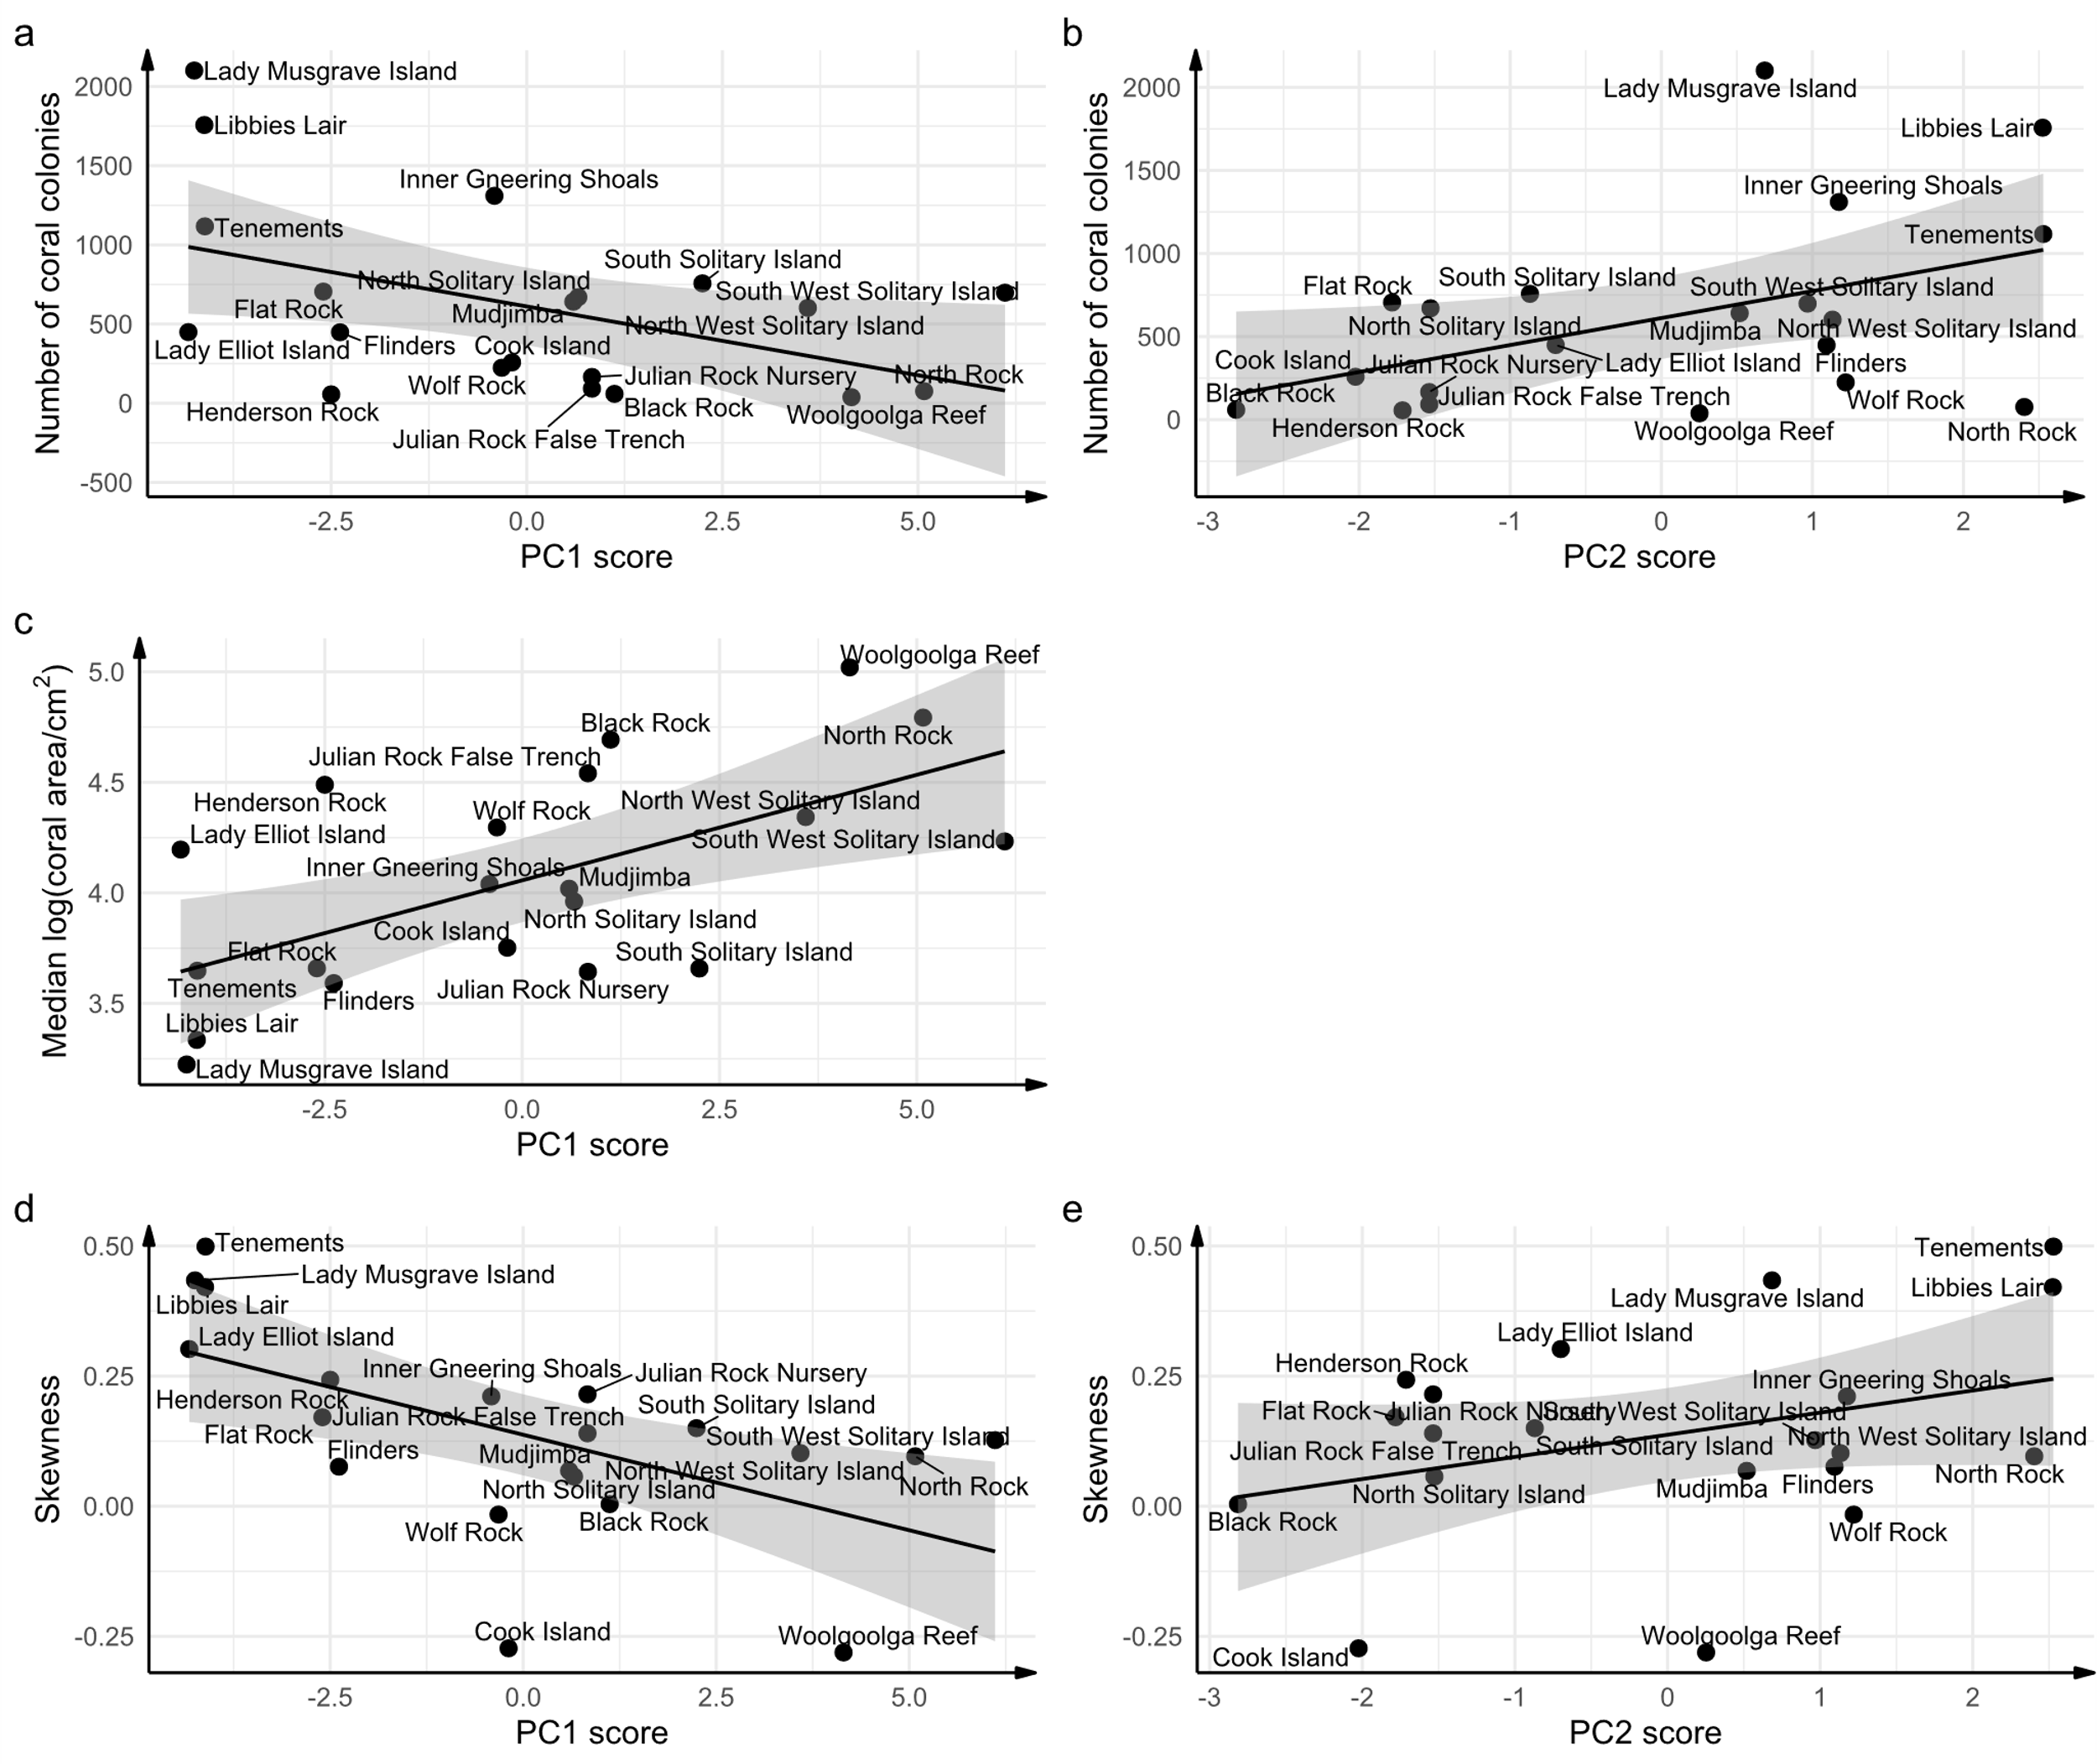 a
Number of coral colonies
2000
1500
1000
500
0
-500
Lady Musgrave Island
Libbies Lair
Inner Gneering Shoals
Tenements
South Solitary Island
North Solitary Island
South West Solitary Island
Flat Rock
Mudjimba
North West Solitary Island
Lady Elliot Island
Flinders
Cook Island
Wolf Rock
Julian Rock Nursery
North Rock
Henderson Rock
Black Rock
Woolgoolga Reef
Julian Rock False Trench
-2.5 0.0 2.5 5.0
PC1 score
b
Number of coral colonies
2000
1500
1000
500
0
Lady Musgrave Island
Libbies Lair
Inner Gneering Shoals
Tenements
Flat Rock
South Solitary Island
South West Solitary Island
North Solitary Island
Mudjimba
North West Solitary Island
Cook Island
Julian Rock Nursery
Lady Elliot Island
Flinders
Black Rock
Julian Rock False Trench
Wolf Rock
Henderson Rock
Woolgoolga Reef
North Rock
-3 -2 -1 0 1 2
PC2 score
c
Median log(coral area/cm²)
5.0
4.5
4.0
3.5
Woolgoolga Reef
Black Rock
North Rock
Julian Rock False Trench
Henderson Rock
North West Solitary Island
Wolf Rock
Lady Elliot Island
South West Solitary Island
Inner Gneering Shoals
Mudjimba
North Solitary Island
Cook Island
Flat Rock
South Solitary Island
Tenements
Flinders
Julian Rock Nursery
Libbies Lair
Lady Musgrave Island
-2.5 0.0 2.5 5.0
PC1 score
d
Skewness
0.50
0.25
0.00
-0.25
Tenements
Lady Musgrave Island
Libbies Lair
Lady Elliot Island
Inner Gneering Shoals
Julian Rock Nursery
Henderson Rock
South Solitary Island
Julian Rock False Trench
Flat Rock
South West Solitary Island
Flinders
Mudjimba
North West Solitary Island
North Rock
North Solitary Island
Wolf Rock
Black Rock
Cook Island
Woolgoolga Reef
-2.5 0.0 2.5 5.0
PC1 score
e
Skewness
0.50
0.25
0.00
-0.25
Tenements
Libbies Lair
Lady Musgrave Island
Lady Elliot Island
Henderson Rock
Inner Gneering Shoals
Flat Rock
Julian Rock Nursery
South West Solitary Island
North West Solitary Island
Julian Rock False Trench
South Solitary Island
North Rock
Flinders
Mudjimba
North Solitary Island
Black Rock
Wolf Rock
Woolgoolga Reef
Cook Island
-3 -2 -1 0 1 2
PC2 score